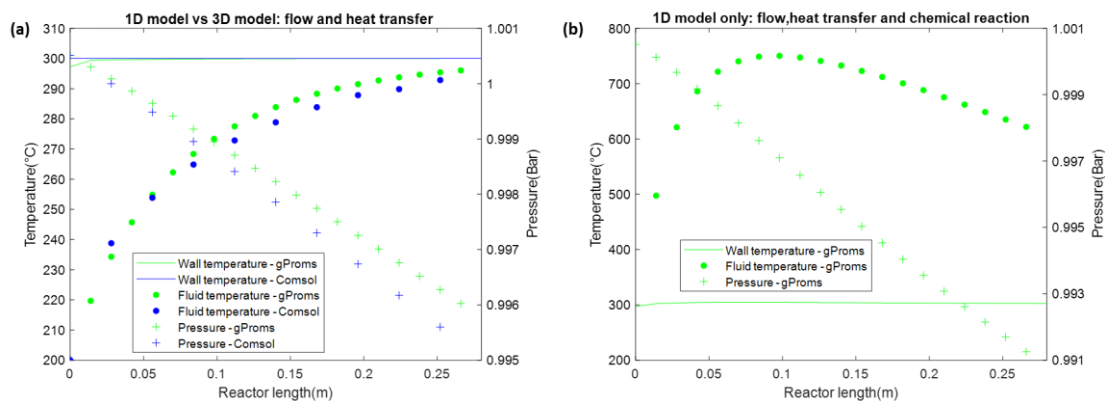 (a)
1D model vs 3D model: flow and heat transfer
310
300
290
280
270
260
250
240
230
220
210
200
Temperature(°C)
1.001
1
0.999
0.998
0.997
0.996
0.995
Pressure(Bar)
Wall temperature - gProms
Wall temperature - Comsol
Fluid temperature - gProms
Fluid temperature - Comsol
Pressure - gProms
Pressure - Comsol
0
0.05
0.1
0.15
0.2
0.25
Reactor length(m)
(b)
1D model only: flow,heat transfer and chemical reaction
800
700
600
500
400
300
200
Temperature(°C)
1.001
0.999
0.997
0.995
0.993
0.991
Pressure(Bar)
Wall temperature - gProms
Fluid temperature - gProms
Pressure - gProms
0
0.05
0.1
0.15
0.2
0.25
Reactor length(m)